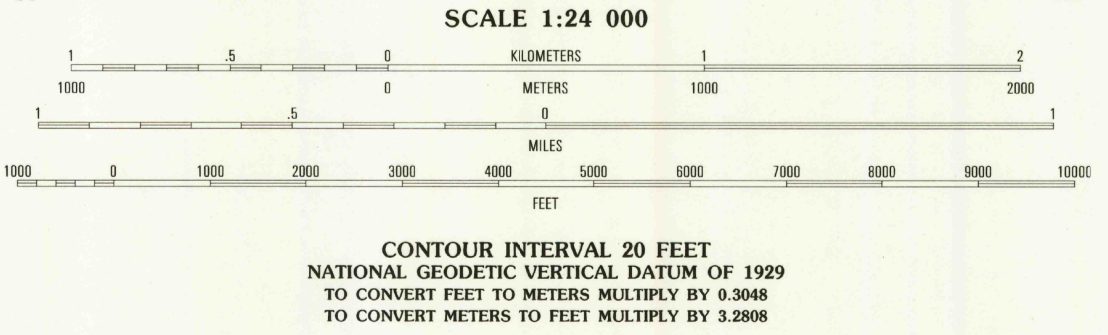 SCALE 1:24 000
1 .5 0 KILOMETERS 1 2
1000 0 METERS 1000 2000
1 .5 0 1
MILES
1000 0 1000 2000 3000 4000 5000 6000 7000 8000 9000 10000
FEET
CONTOUR INTERVAL 20 FEET
NATIONAL GEODETIC VERTICAL DATUM OF 1929
TO CONVERT FEET TO METERS MULTIPLY BY 0.3048
TO CONVERT METERS TO FEET MULTIPLY BY 3.2808